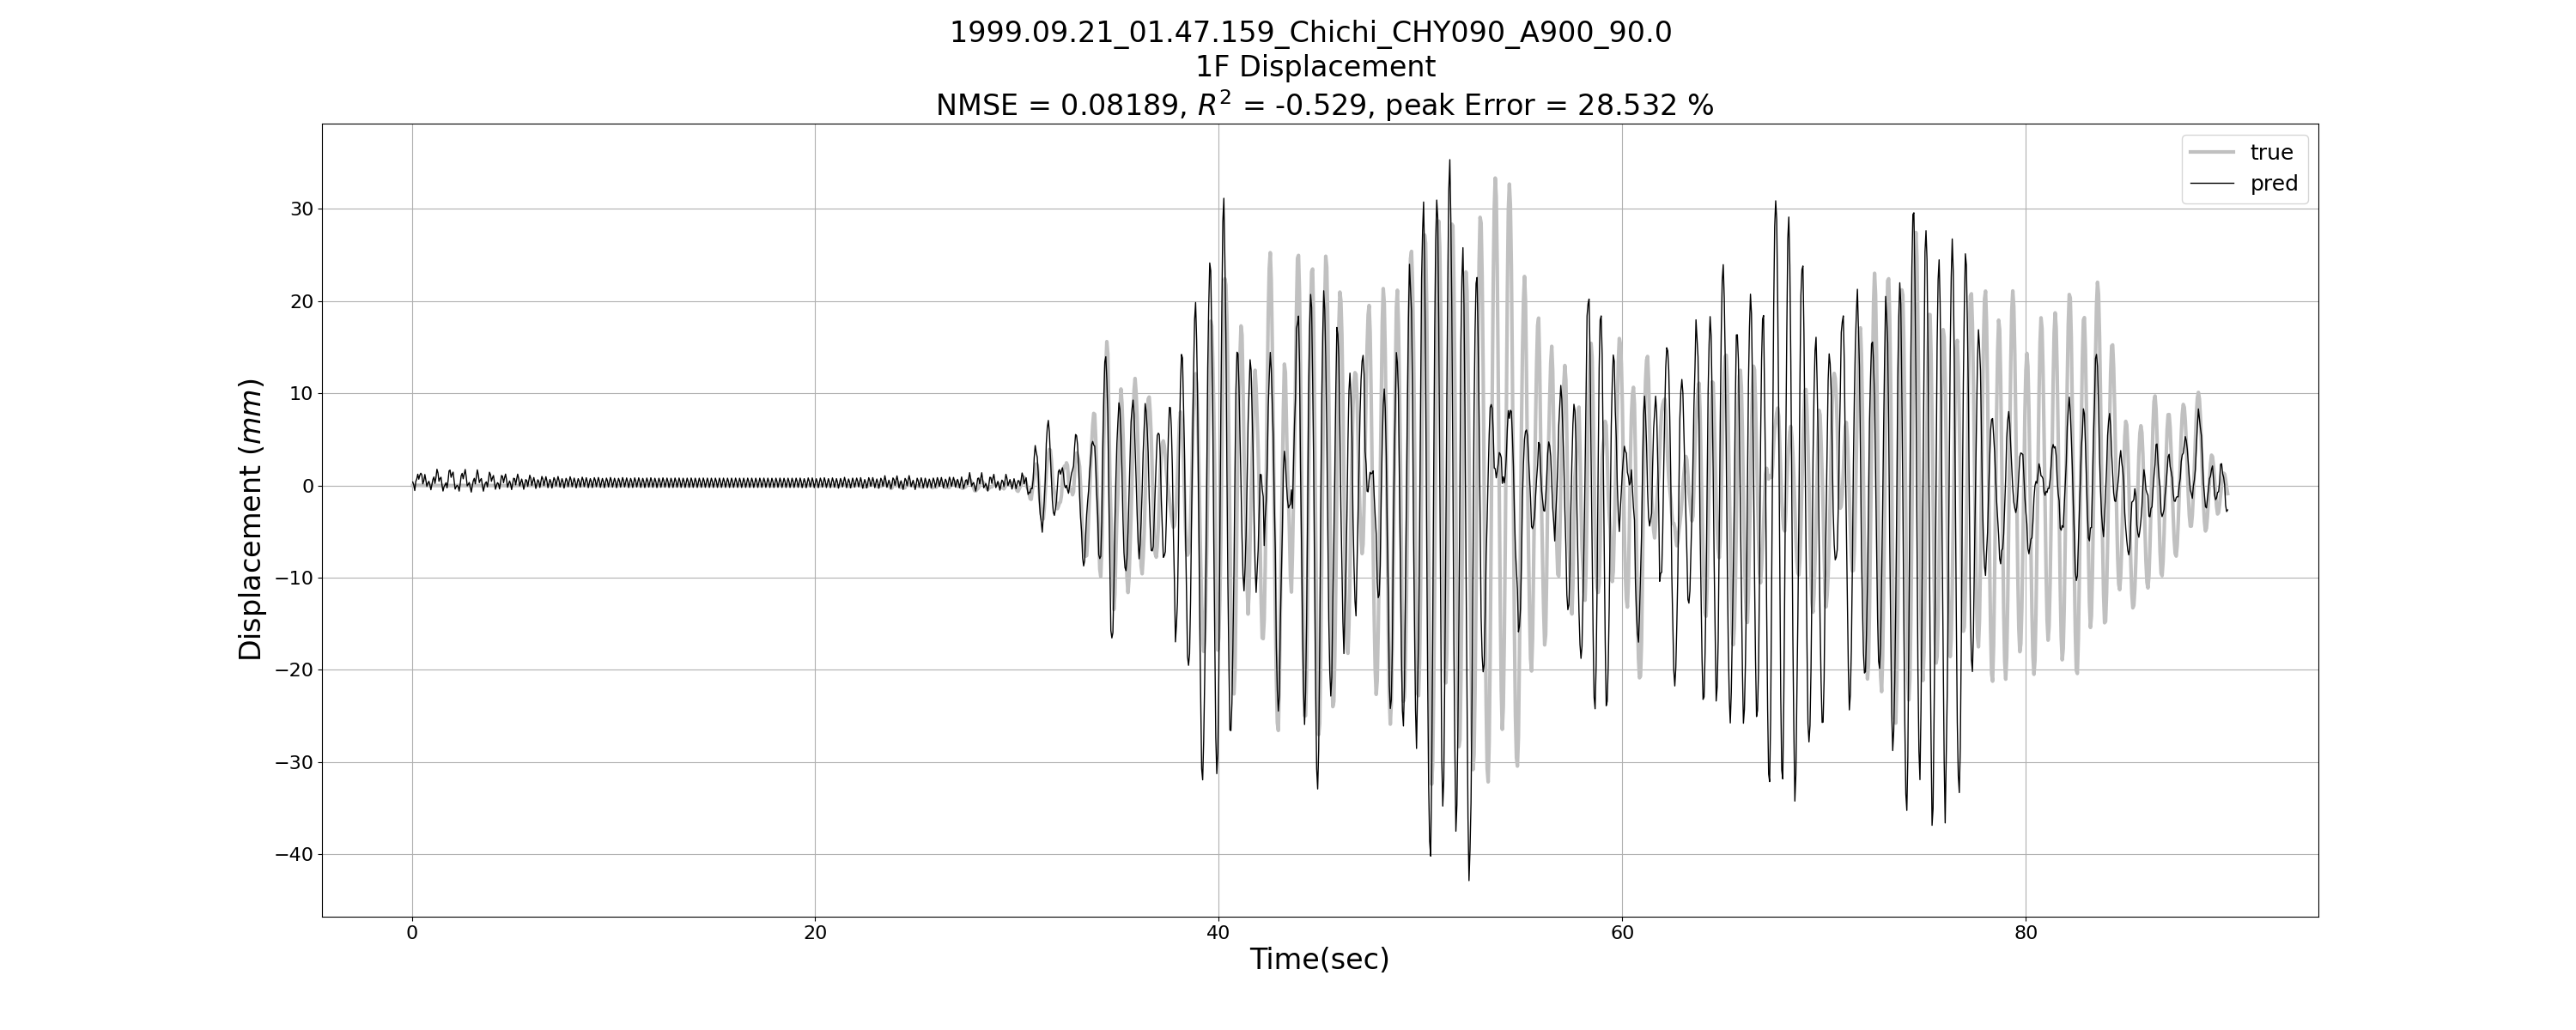 1999.09.21_01.47.159_Chichi_CHY090_A900_90.0
1F Displacement
NMSE = 0.08189, R² = -0.529, peak Error = 28.532 %
true
pred
Displacement (mm)
30
20
10
0
−10
−20
−30
−40
0 20 40 60 80
Time(sec)